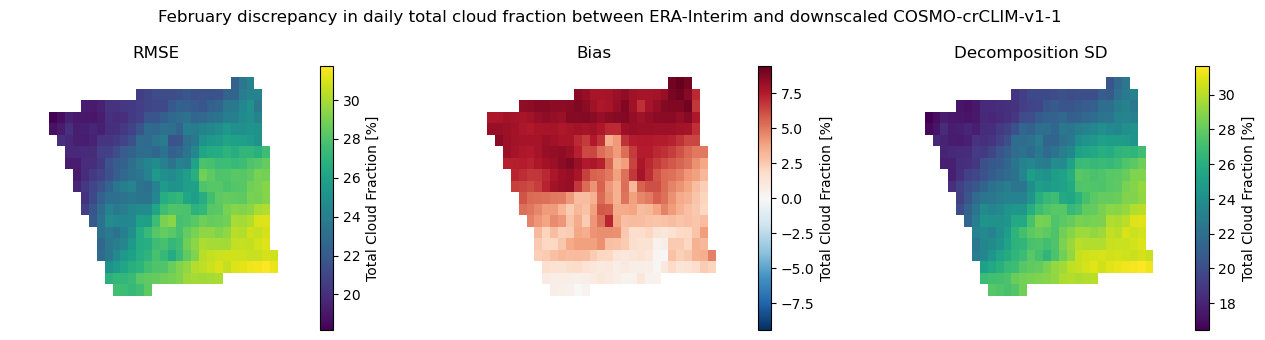 February discrepancy in daily total cloud fraction between ERA-Interim and downscaled COSMO-crCLIM-v1-1
RMSE
30
28
26
24
22
20
Total Cloud Fraction [%]
Bias
7.5
5.0
2.5
0.0
−2.5
−5.0
−7.5
Total Cloud Fraction [%]
Decomposition SD
30
28
26
24
22
20
18
Total Cloud Fraction [%]